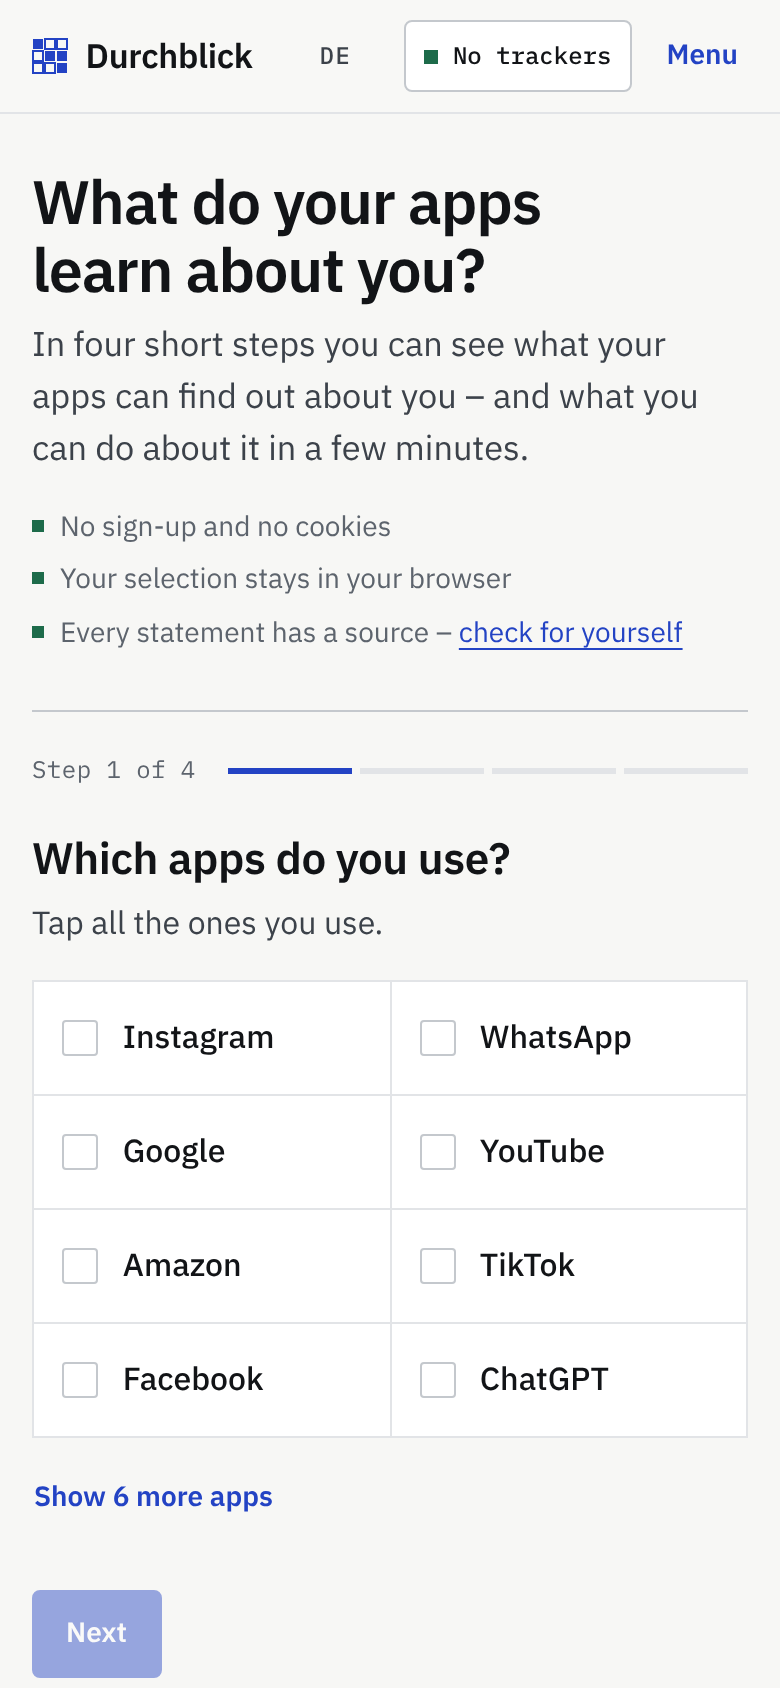 Durchblick
DE
No trackers
Menu
What do your apps
learn about you?
In four short steps you can see what your
apps can find out about you – and what you
can do about it in a few minutes.
No sign-up and no cookies
Your selection stays in your browser
Every statement has a source – check for yourself
Step 1 of 4
Which apps do you use?
Tap all the ones you use.
Instagram
WhatsApp
Google
YouTube
Amazon
TikTok
Facebook
ChatGPT
Show 6 more apps
Next